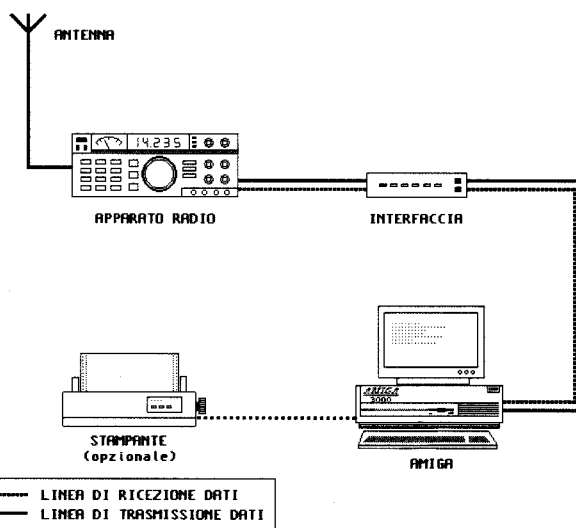 ANTENNA
14.235
APPARATO RADIO
INTERFACCIA
AMIGA
3000
STAMPANTE
(opzionale)
AMIGA
LINEA DI RICEZIONE DATI
LINEA DI TRASMISSIONE DATI